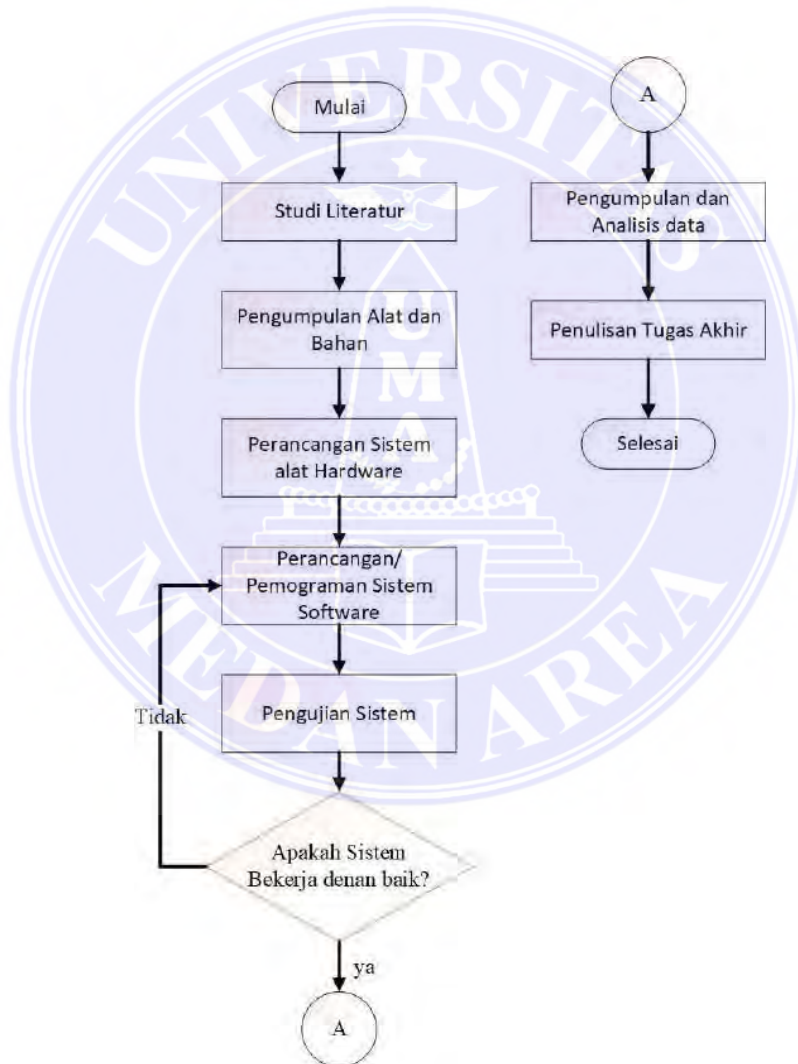 UNIVERSITAS
MEDAN AREA
UMA
Mulai
Studi Literatur
Pengumpulan Alat dan
Bahan
Perancangan Sistem
alat Hardware
Perancangan/
Pemograman Sistem
Software
Pengujian Sistem
Tidak
Apakah Sistem
Bekerja denan baik?
ya
A
A
Pengumpulan dan
Analisis data
Penulisan Tugas Akhir
Selesai